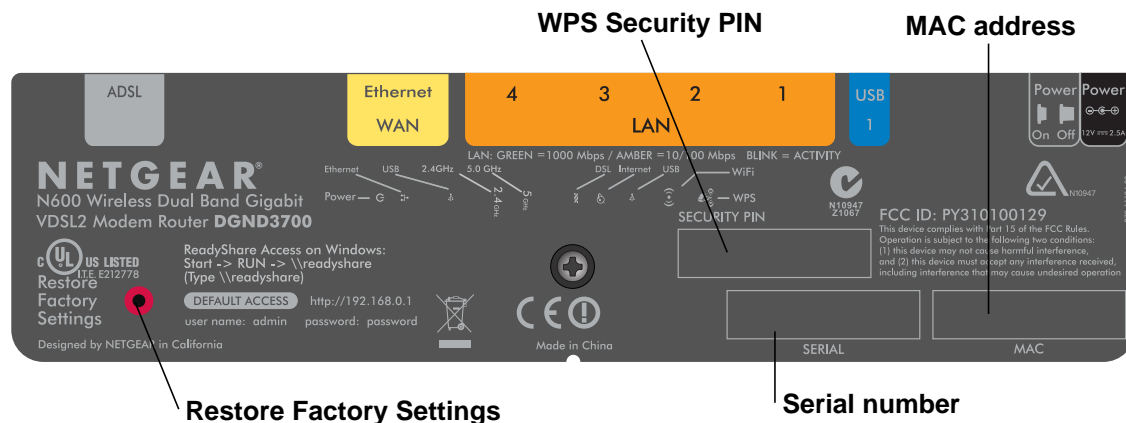 WPS Security PIN
MAC address
ADSL
Ethernet
WAN
4 3 2 1
LAN
USB
1
Power
On Off
Power
12V 2.5A
LAN: GREEN =1000 Mbps / AMBER =10/100 Mbps BLINK = ACTIVITY
NETGEAR®
N600 Wireless Dual Band Gigabit
VDSL2 Modem Router DGND3700
Ethernet USB 2.4GHz 5.0 GHz
DSL Internet USB
WiFi
Power
2.4 GHz
5 GHz
WPS
N10947
Z1067
N10947
SECURITY PIN
FCC ID: PY310100129
This device complies with Part 15 of the FCC Rules.
Operation is subject to the following two conditions:
(1) this device may not cause harmful interference,
and (2) this device must accept any interference received,
including interference that may cause undesired operation
C UL US LISTED
I.T.E. E212778
Restore
Factory
Settings
ReadyShare Access on Windows:
Start -> RUN -> \\readyshare
(Type \\readyshare)
DEFAULT ACCESS http://192.168.0.1
user name: admin password: password
CE
Made in China
Designed by NETGEAR in California
SERIAL
MAC
Restore Factory Settings
Serial number